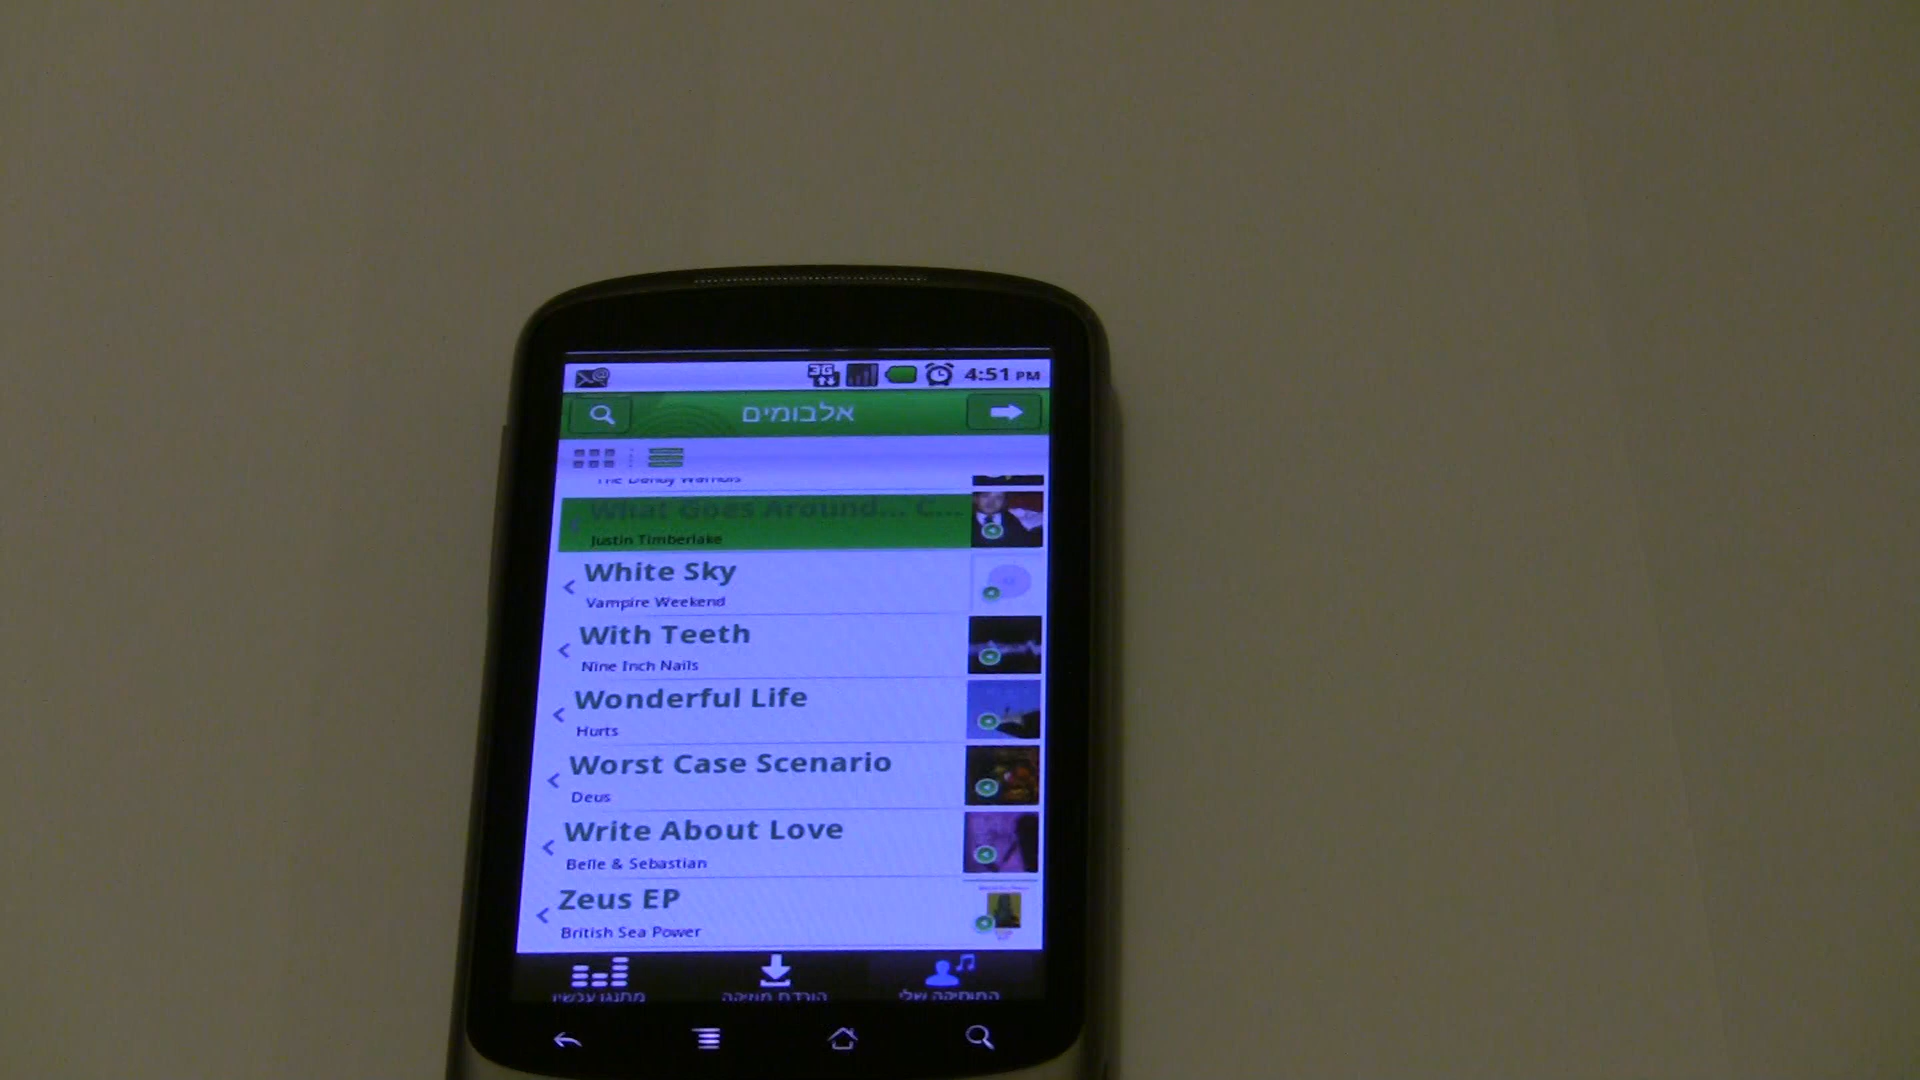 3G 4:51 PM
אלבומים
The Dandy Warhols
What Goes Around... C...
Justin Timberlake
White Sky
Vampire Weekend
With Teeth
Nine Inch Nails
Wonderful Life
Hurts
Worst Case Scenario
Deus
Write About Love
Belle & Sebastian
Zeus EP
British Sea Power
המוסיקה שלי
הורדת מוזיקה
מתנגן עכשיו